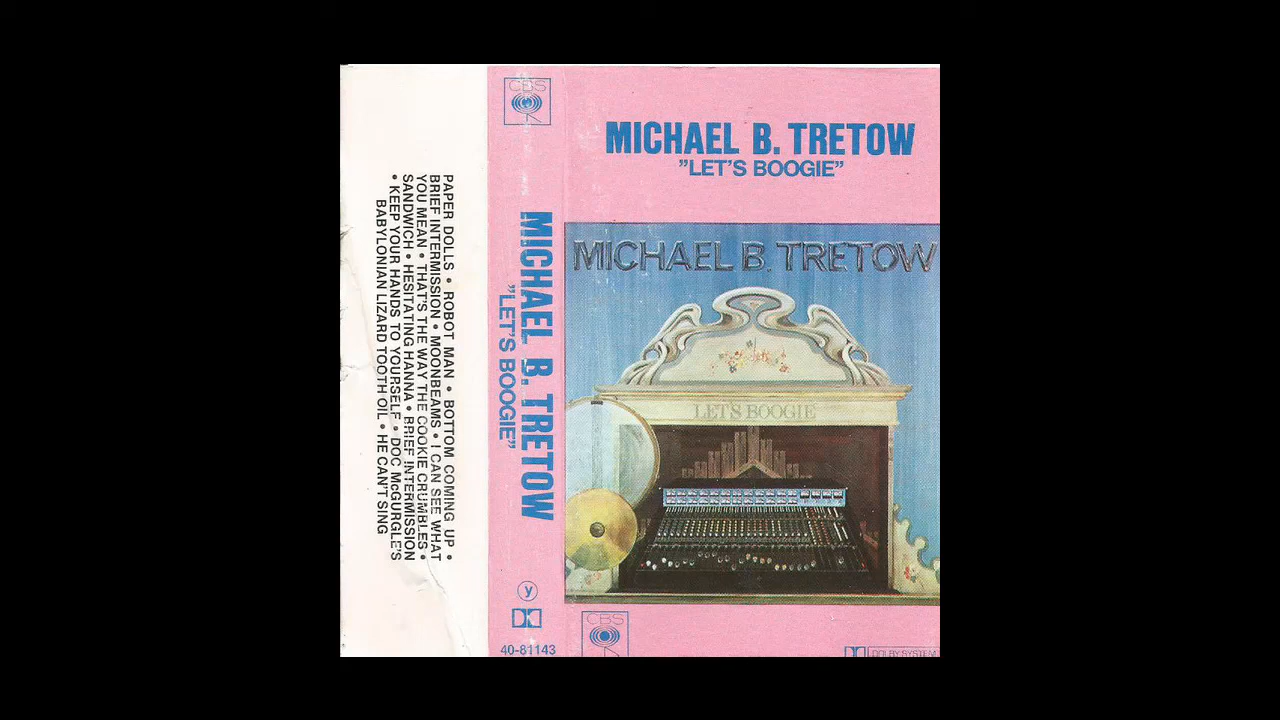 PAPER DOLLS • ROBOT MAN • BOTTOM COMING UP •
BRIEF INTERMISSION • MOONBEAMS • I CAN SEE WHAT
YOU MEAN • THAT'S THE WAY THE COOKIE CRUMBLES •
SANDWICH • HESITATING HANNA • BRIEF INTERMISSION
• KEEP YOUR HANDS TO YOURSELF • DOC McGURGLE'S
BABYLONIAN LIZARD TOOTH OIL • HE CAN'T SING
CBS
MICHAEL B. TRETOW
"LET'S BOOGIE"
y
40-81143
MICHAEL B. TRETOW
"LET'S BOOGIE"
MICHAEL B. TRETOW
LET'S BOOGIE
CBS
DOLBY SYSTEM